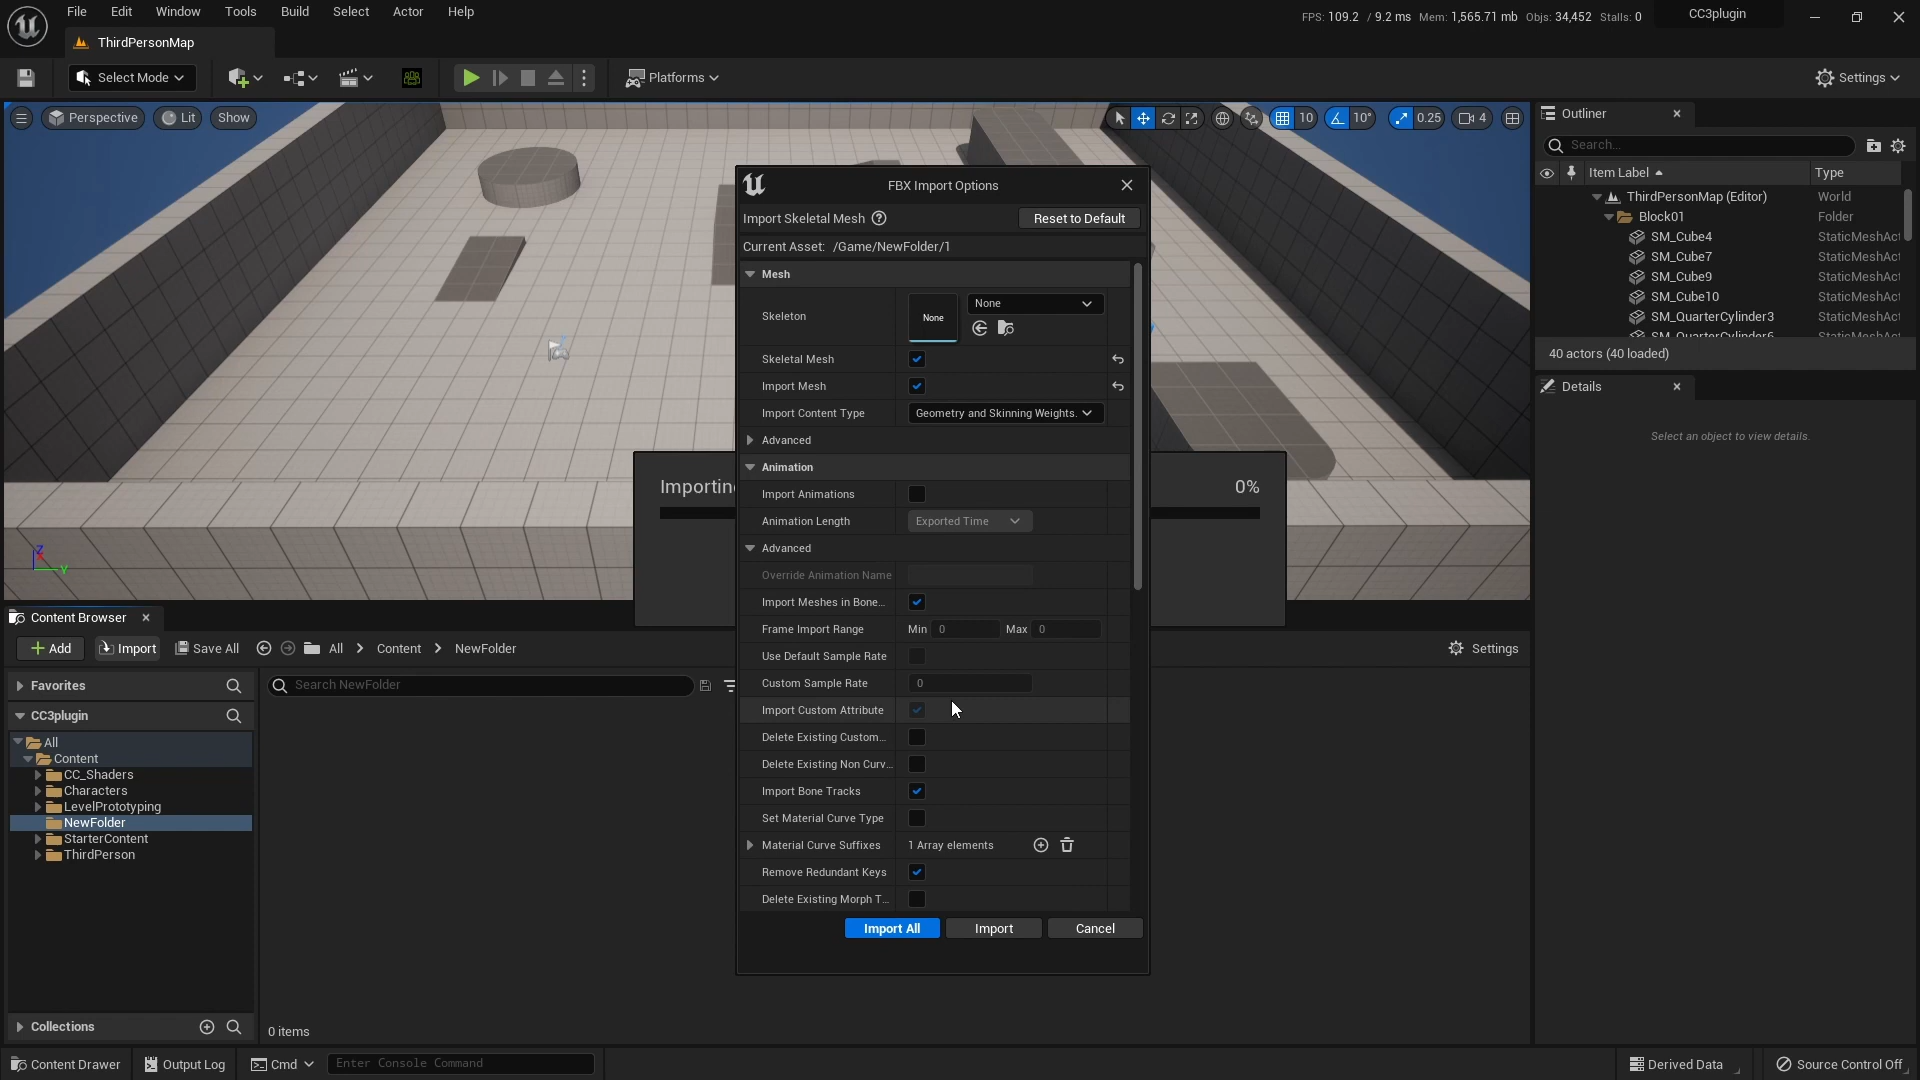 File Edit Window Tools Build Select Actor Help
FPS: 109.2 / 9.2 ms Mem: 1,565.71 mb Objs: 34,452 Stalls: 0
CC3plugin
ThirdPersonMap
Select Mode
Platforms
Settings
Perspective Lit Show
10 10° 0.25 4
Outliner
Search...
Item Label Type
ThirdPersonMap (Editor) World
Block01 Folder
SM_Cube4 StaticMeshAct
SM_Cube7 StaticMeshAct
SM_Cube9 StaticMeshAct
SM_Cube10 StaticMeshAct
SM_QuarterCylinder3 StaticMeshAct
SM_QuarterCylinder6 StaticMeshAct
40 actors (40 loaded)
Details
Select an object to view details.
FBX Import Options
Import Skeletal Mesh ? Reset to Default
Current Asset: /Game/NewFolder/1
Mesh
Skeleton None None
Skeletal Mesh
Import Mesh
Import Content Type Geometry and Skinning Weights.
Advanced
Animation
Import Animations
Animation Length Exported Time
Advanced
Override Animation Name
Import Meshes in Bone...
Frame Import Range Min 0 Max 0
Use Default Sample Rate
Custom Sample Rate 0
Import Custom Attribute
Delete Existing Custom...
Delete Existing Non Curv...
Import Bone Tracks
Set Material Curve Type
Material Curve Suffixes 1 Array elements
Remove Redundant Keys
Delete Existing Morph T...
Import All Import Cancel
Importin 0%
Z
Y
Content Browser
Add Import Save All All Content NewFolder Settings
Favorites
Search NewFolder
CC3plugin
All
Content
CC_Shaders
Characters
LevelPrototyping
NewFolder
StarterContent
ThirdPerson
Collections
0 items
Content Drawer Output Log Cmd Enter Console Command Derived Data Source Control Off